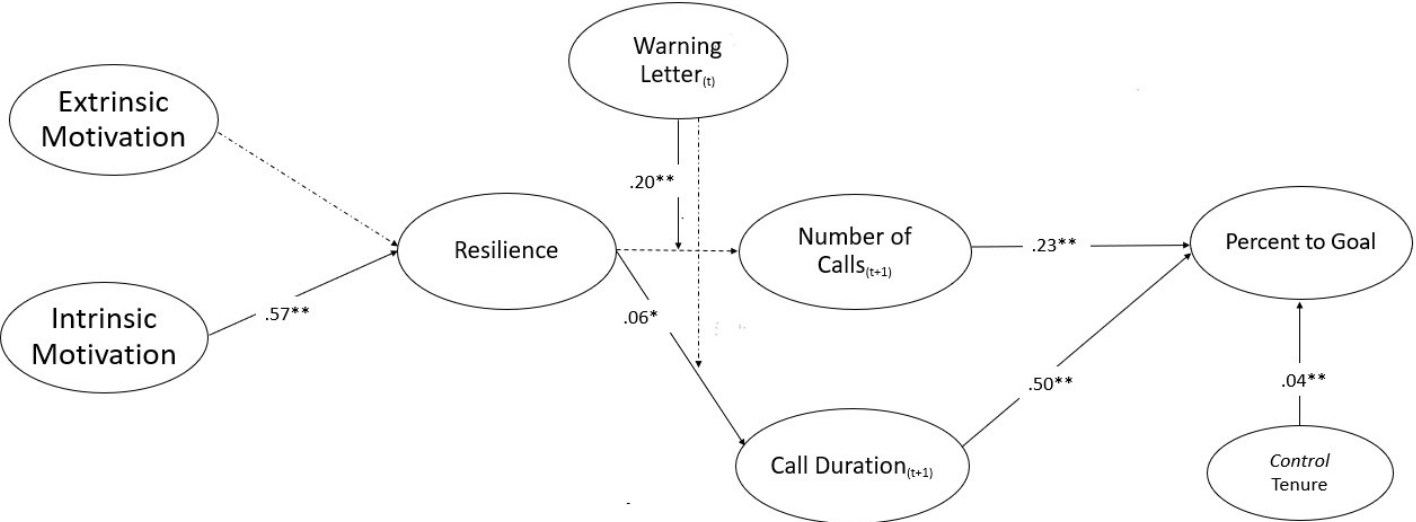 Warning
Letter(t)
Extrinsic
Motivation
.20**
Resilience
Number of
Calls(t+1)
.23**
Percent to Goal
Intrinsic
Motivation
.57**
.06*
.50**
.04**
Call Duration(t+1)
Control
Tenure